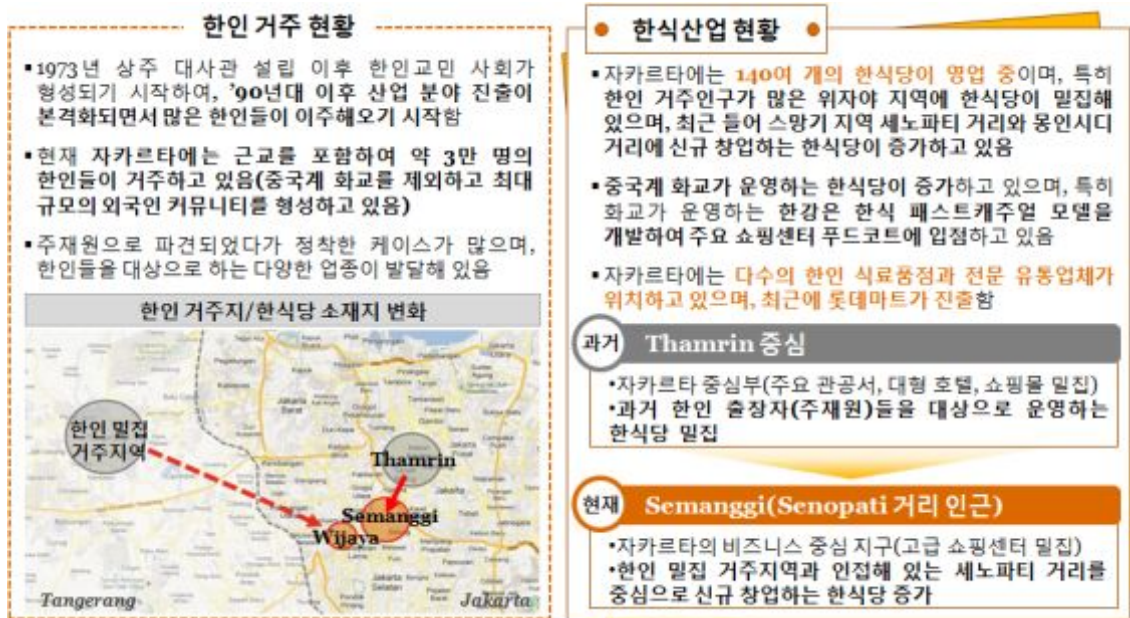 한인 거주 현황
▪1973년 상주 대사관 설립 이후 한인교민 사회가
형성되기 시작하여, ’90년대 이후 산업 분야 진출이
본격화되면서 많은 한인들이 이주해오기 시작함
▪현재 자카르타에는 근교를 포함하여 약 3만 명의
한인들이 거주하고 있음(중국계 화교를 제외하고 최대
규모의 외국인 커뮤니티를 형성하고 있음)
▪주재원으로 파견되었다가 정착한 케이스가 많으며,
한인들을 대상으로 하는 다양한 업종이 발달해 있음
한인 거주지/한식당 소재지 변화
한인 밀집
거주지역
Thamrin
Semanggi
Wijaya
Tangerang
Jakarta
한식산업 현황
▪자카르타에는 140여 개의 한식당이 영업 중이며, 특히
한인 거주인구가 많은 위자야 지역에 한식당이 밀집해
있으며, 최근 들어 스망기 지역 세노파티 거리와 몽인시디
거리에 신규 창업하는 한식당이 증가하고 있음
▪중국계 화교가 운영하는 한식당이 증가하고 있으며, 특히
화교가 운영하는 한강은 한식 패스트캐주얼 모델을
개발하여 주요 쇼핑센터 푸드코트에 입점하고 있음
▪자카르타에는 다수의 한인 식료품점과 전문 유통업체가
위치하고 있으며, 최근에 롯데마트가 진출함
과거 Thamrin 중심
•자카르타 중심부(주요 관공서, 대형 호텔, 쇼핑몰 밀집)
•과거 한인 출장자(주재원)들을 대상으로 운영하는
한식당 밀집
현재 Semanggi(Senopati 거리 인근)
•자카르타의 비즈니스 중심 지구(고급 쇼핑센터 밀집)
•한인 밀집 거주지역과 인접해 있는 세노파티 거리를
중심으로 신규 창업하는 한식당 증가